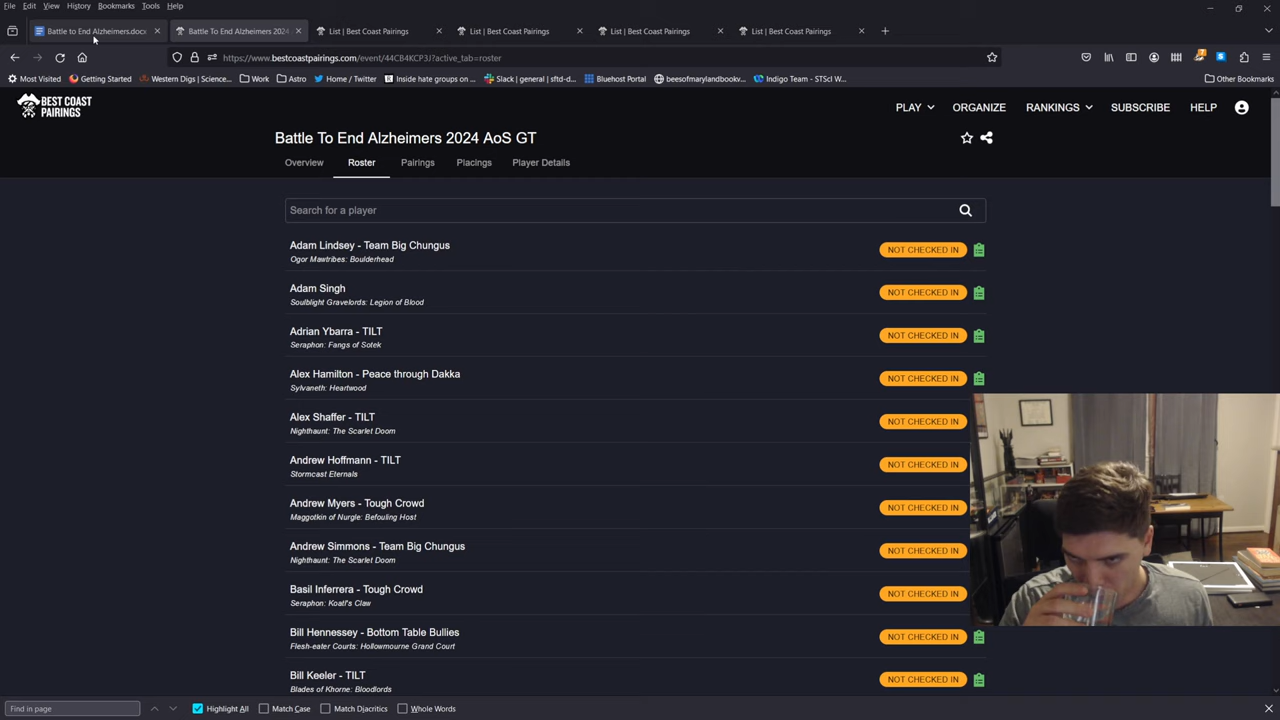 File Edit View History Bookmarks Tools Help
Battle to End Alzheimers.docx
Battle To End Alzheimers 2024
List | Best Coast Pairings
List | Best Coast Pairings
List | Best Coast Pairings
List | Best Coast Pairings
https://www.bestcoastpairings.com/event/44CB4KCP3J?active_tab=roster
Most Visited Getting Started Western Digs | Science... Work Astro Home / Twitter Inside hate groups on ... Slack | general | sftd-d... Bluehost Portal beesofmarylandbookw... Indigo Team - STScI W... Other Bookmarks
BEST COAST
PAIRINGS
PLAY ORGANIZE RANKINGS SUBSCRIBE HELP
Battle To End Alzheimers 2024 AoS GT
Overview Roster Pairings Placings Player Details
Search for a player
Adam Lindsey - Team Big Chungus
Ogor Mawtribes: Boulderhead
NOT CHECKED IN
Adam Singh
Soulblight Gravelords: Legion of Blood
NOT CHECKED IN
Adrian Ybarra - TILT
Seraphon: Fangs of Sotek
NOT CHECKED IN
Alex Hamilton - Peace through Dakka
Sylvaneth: Heartwood
NOT CHECKED IN
Alex Shaffer - TILT
Nighthaunt: The Scarlet Doom
NOT CHECKED IN
Andrew Hoffmann - TILT
Stormcast Eternals
NOT CHECKED IN
Andrew Myers - Tough Crowd
Maggotkin of Nurgle: Befouling Host
NOT CHECKED IN
Andrew Simmons - Team Big Chungus
Nighthaunt: The Scarlet Doom
NOT CHECKED IN
Basil Inferrera - Tough Crowd
Seraphon: Koatl's Claw
NOT CHECKED IN
Bill Hennessey - Bottom Table Bullies
Flesh-eater Courts: Hollowmourne Grand Court
NOT CHECKED IN
Bill Keeler - TILT
Blades of Khorne: Bloodlords
NOT CHECKED IN
Find in page Highlight All Match Case Match Diacritics Whole Words